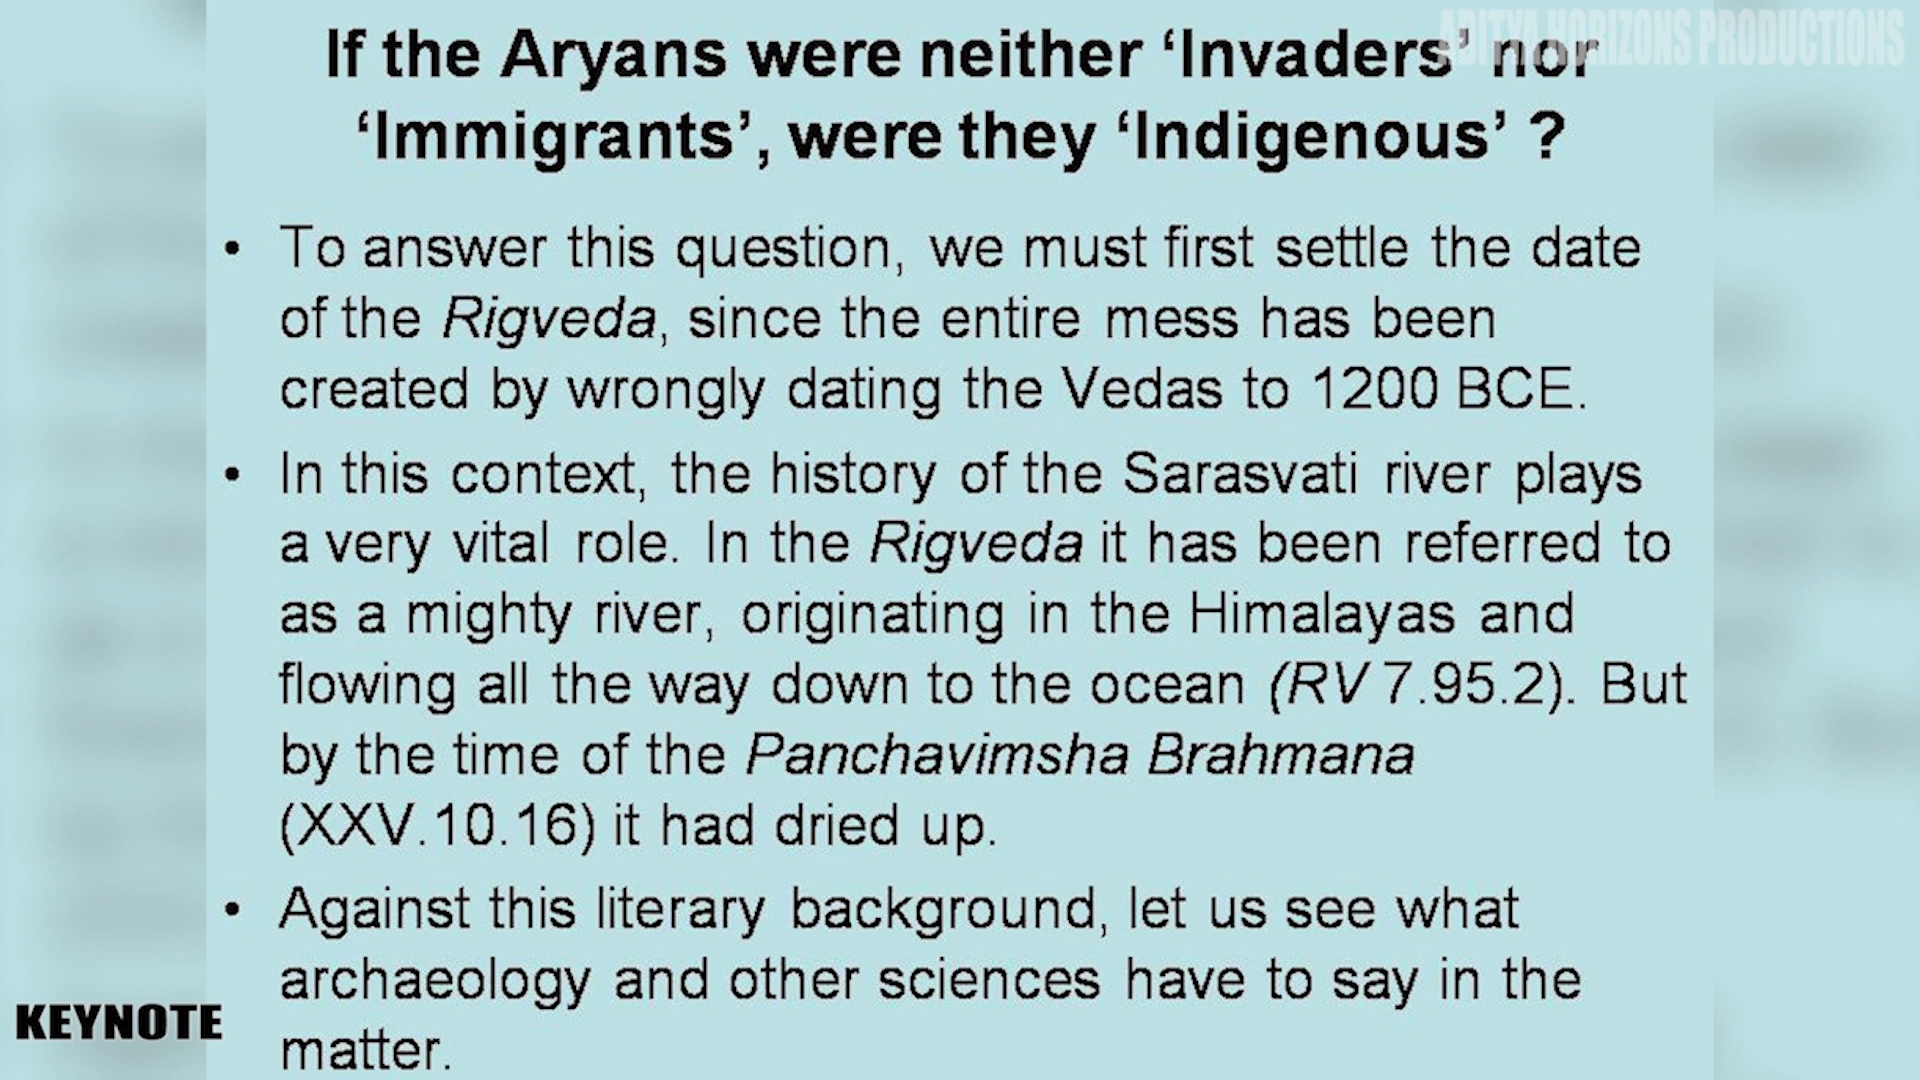 ADITYA HORIZONS PRODUCTIONS
If the Aryans were neither ‘Invaders’ nor
‘Immigrants’, were they ‘Indigenous’ ?
• To answer this question, we must first settle the date
of the Rigveda, since the entire mess has been
created by wrongly dating the Vedas to 1200 BCE.
• In this context, the history of the Sarasvati river plays
a very vital role. In the Rigveda it has been referred to
as a mighty river, originating in the Himalayas and
flowing all the way down to the ocean (RV 7.95.2). But
by the time of the Panchavimsha Brahmana
(XXV.10.16) it had dried up.
• Against this literary background, let us see what
archaeology and other sciences have to say in the
matter.
KEYNOTE